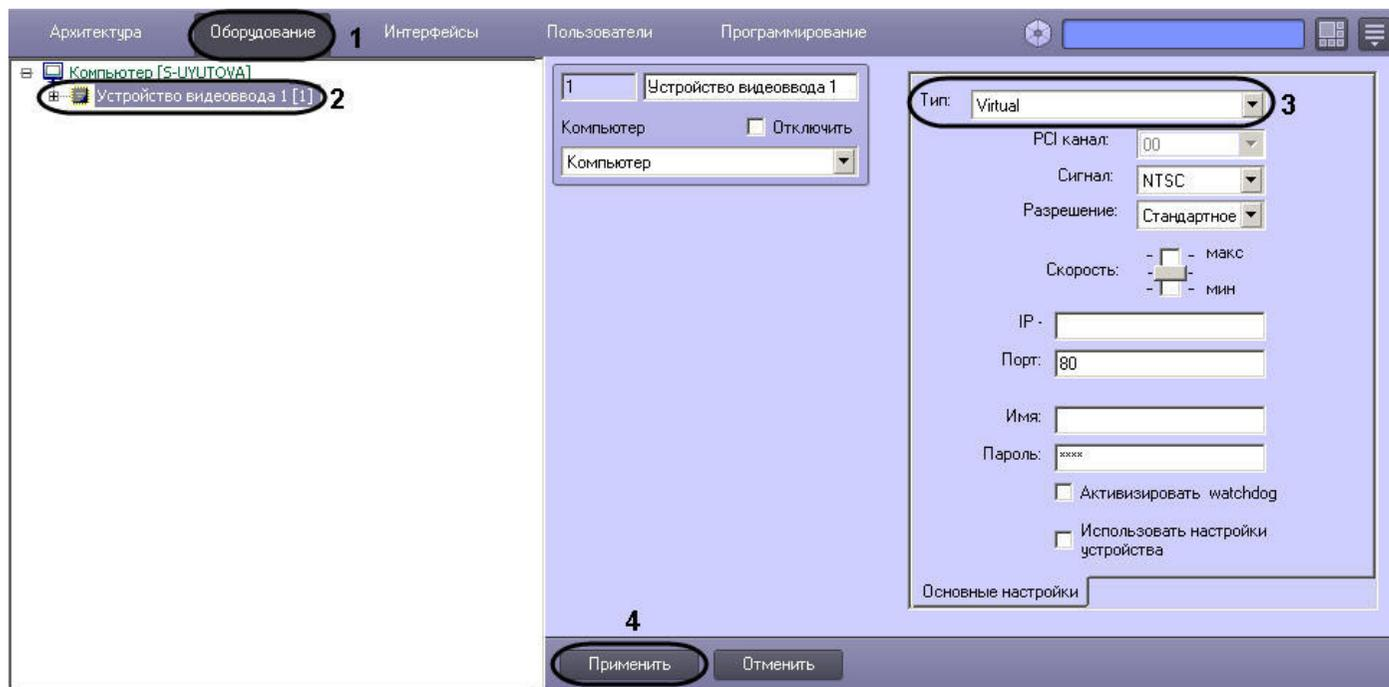 Архитектура Оборудование 1 Интерфейсы Пользователи Программирование
Компьютер [S-UYUTOVA]
Устройство видеоввода 1 [1] 2
1 Устройство видеоввода 1
Компьютер Отключить
Компьютер
Тип: Virtual 3
PCI канал: 00
Сигнал: NTSC
Разрешение: Стандартное
Скорость: макс
мин
IP -
Порт: 80
Имя:
Пароль: ****
Активизировать watchdog
Использовать настройки
устройства
Основные настройки
4
Применить Отменить